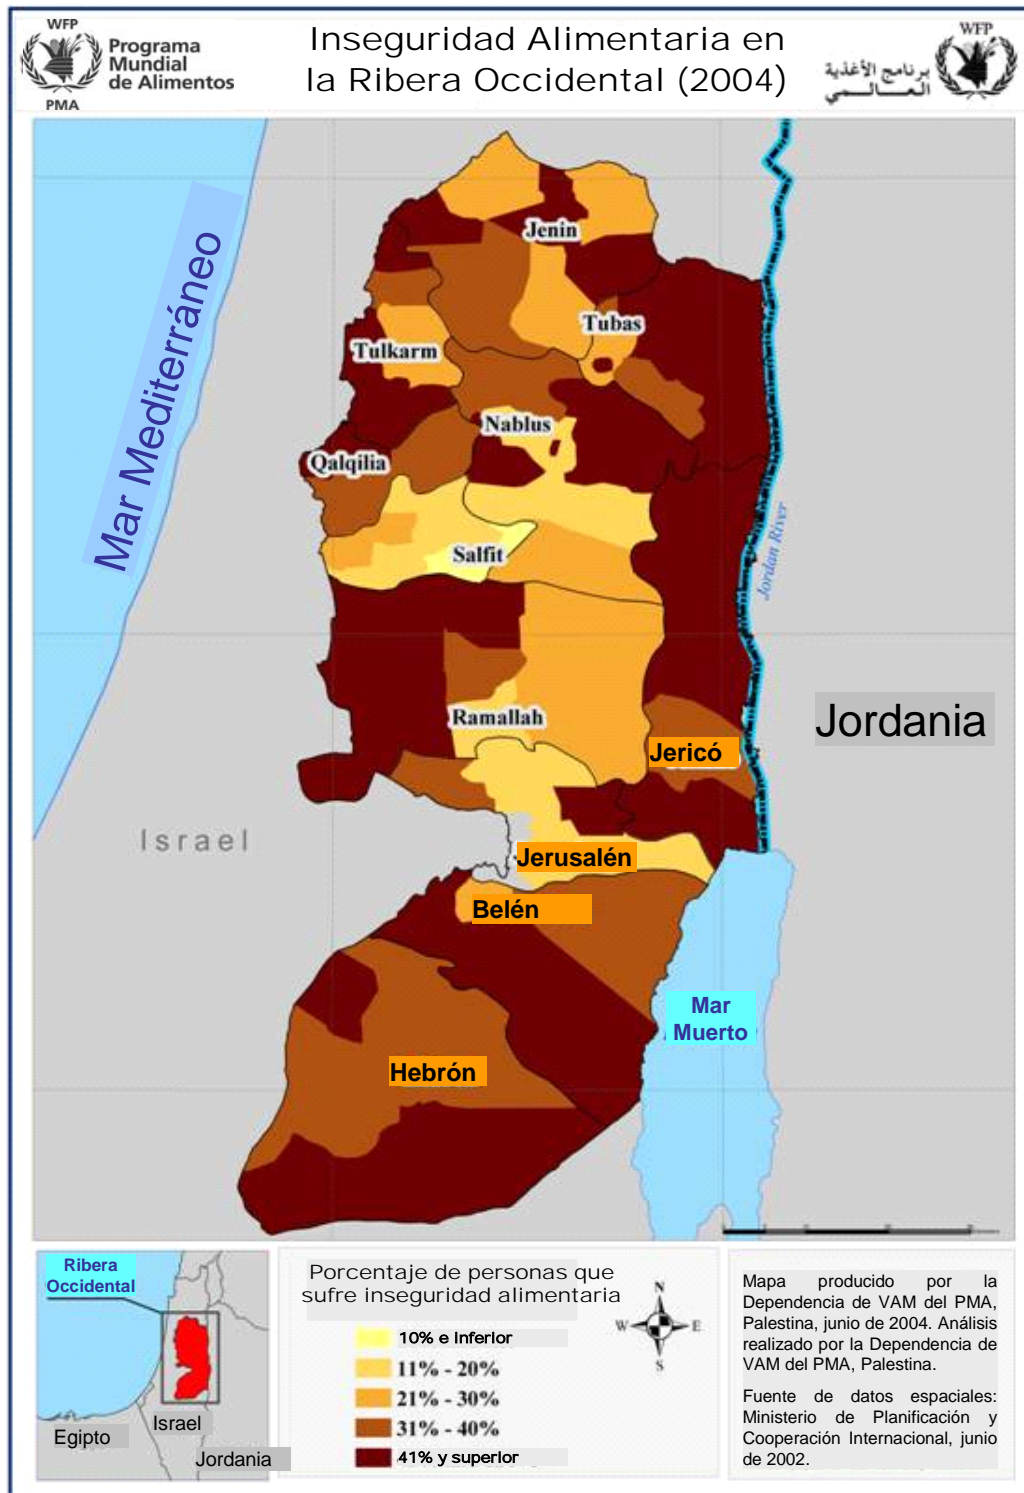 WFP
Programa
Mundial
de Alimentos
PMA
Inseguridad Alimentaria en
la Ribera Occidental (2004)
WFP
برنامج الأغذية
العـــالمـــي
Mar Mediterráneo
Jenin
Tubas
Tulkarm
Nablus
Qalqilia
Salfit
Jordan River
Ramallah
Jordania
Jericó
Israel
Jerusalén
Belén
Mar
Muerto
Hebrón
Ribera
Occidental
Egipto
Israel
Jordania
Porcentaje de personas que
sufre inseguridad alimentaria
10% e inferior
11% - 20%
21% - 30%
31% - 40%
41% y superior
N
W
E
S
Mapa producido por la
Dependencia de VAM del PMA,
Palestina, junio de 2004. Análisis
realizado por la Dependencia de
VAM del PMA, Palestina.
Fuente de datos espaciales:
Ministerio de Planificación y
Cooperación Internacional, junio
de 2002.